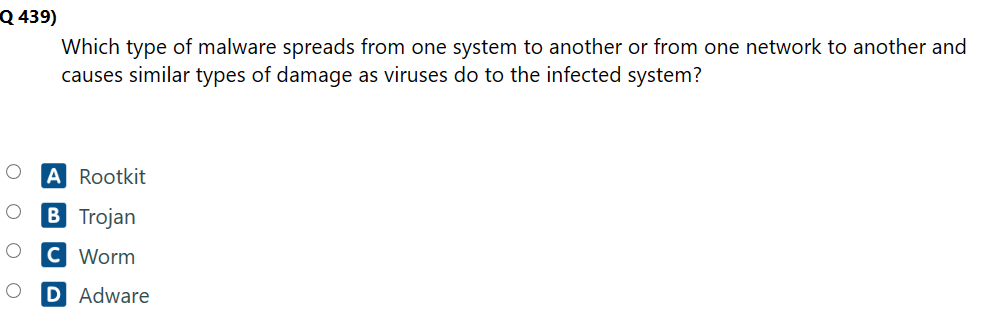 Q 439)
Which type of malware spreads from one system to another or from one network to another and
causes similar types of damage as viruses do to the infected system?
A Rootkit
B Trojan
C Worm
D Adware